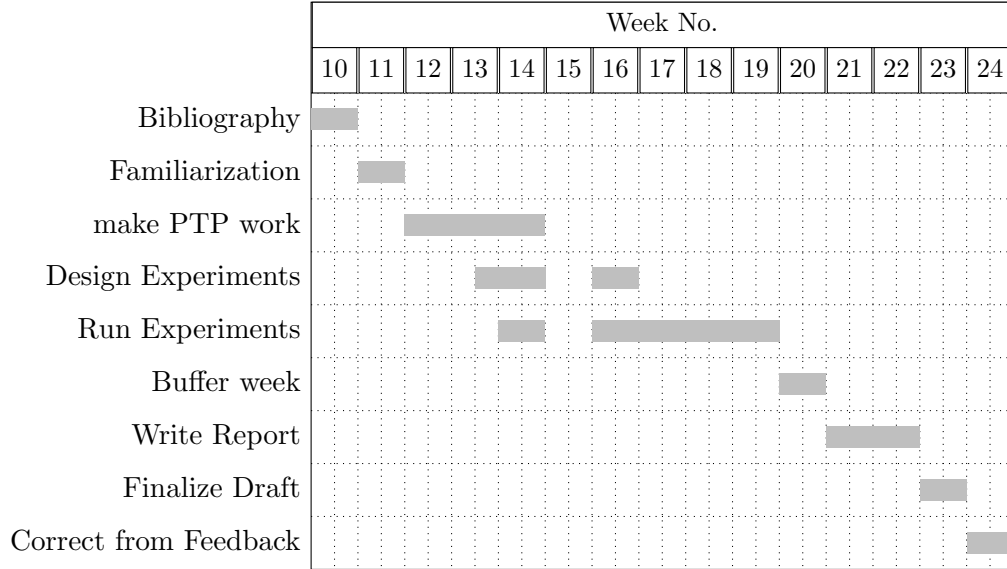 Week No.
10 11 12 13 14 15 16 17 18 19 20 21 22 23 24
Bibliography
Familiarization
make PTP work
Design Experiments
Run Experiments
Buffer week
Write Report
Finalize Draft
Correct from Feedback